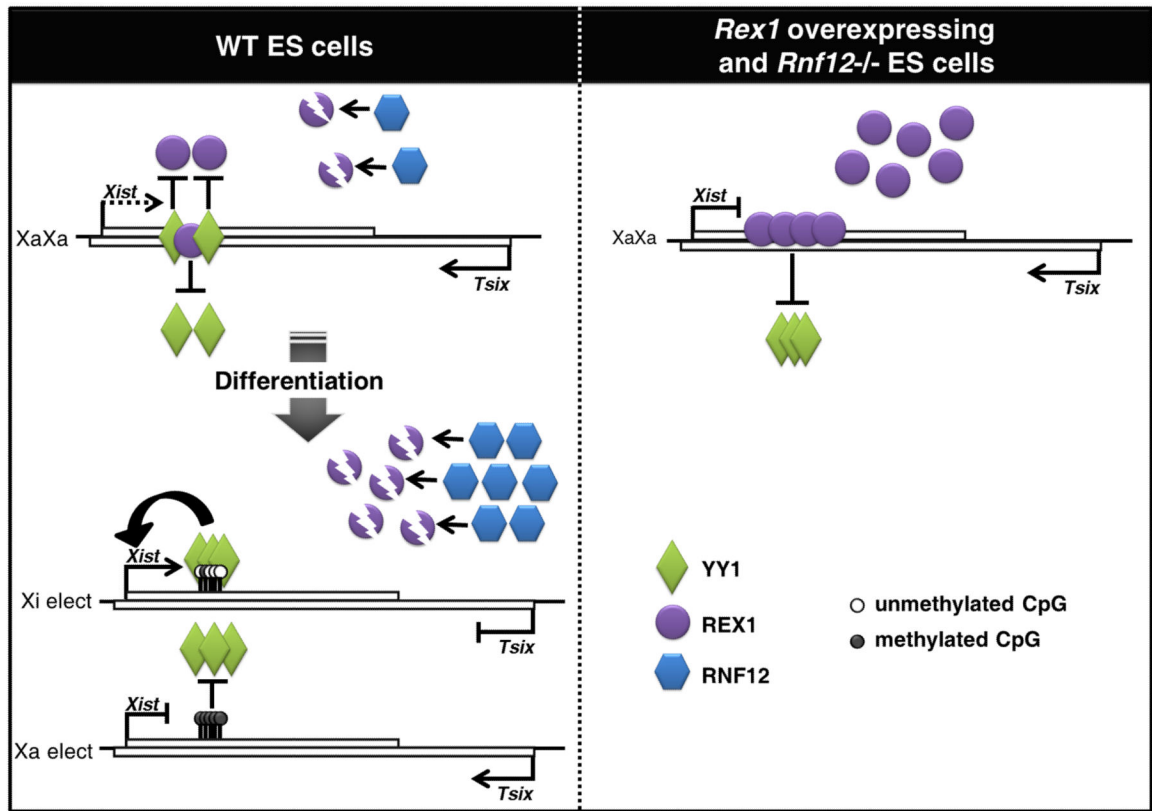 WT ES cells
Rex1 overexpressing
and Rnf12-/- ES cells
Xist
XaXa
Tsix
Differentiation
Xist
Xi elect
Tsix
Xist
Xa elect
Tsix
Xist
XaXa
Tsix
YY1
REX1
RNF12
unmethylated CpG
methylated CpG